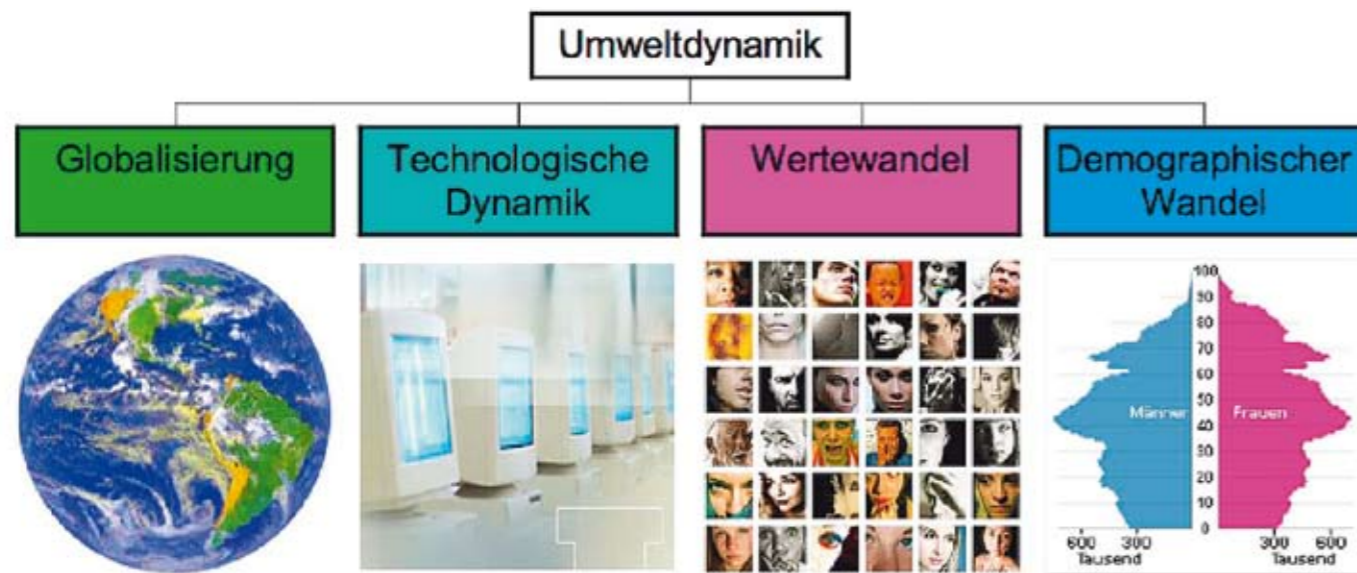 Umweltdynamik
Globalisierung
Technologische
Dynamik
Wertewandel
Demographischer
Wandel
100
90
80
70
60
50
Männer
Frauen
40
30
20
10
0
600
300
300
600
Tausend
Tausend